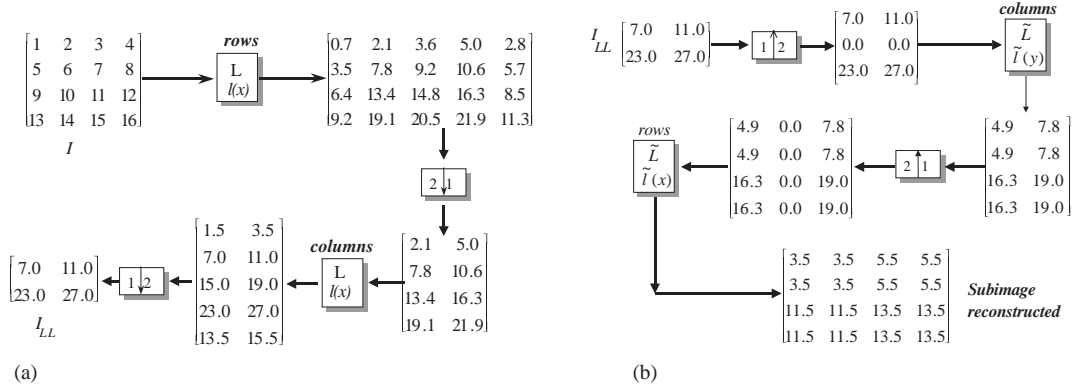 rows
1 2 3 4
5 6 7 8
9 10 11 12
13 14 15 16
I
L
l(x)
0.7 2.1 3.6 5.0 2.8
3.5 7.8 9.2 10.6 5.7
6.4 13.4 14.8 16.3 8.5
9.2 19.1 20.5 21.9 11.3
2 ↓ 1
2.1 5.0
7.8 10.6
13.4 16.3
19.1 21.9
columns
L
l(x)
1.5 3.5
7.0 11.0
15.0 19.0
23.0 27.0
13.5 15.5
1 ↓ 2
7.0 11.0
23.0 27.0
I_LL
(a)
I_LL
7.0 11.0
23.0 27.0
1 ↑ 2
7.0 11.0
0.0 0.0
23.0 27.0
columns
L̃
l̃(y)
4.9 7.8
4.9 7.8
16.3 19.0
16.3 19.0
2 ↑ 1
4.9 0.0 7.8
4.9 0.0 7.8
16.3 0.0 19.0
16.3 0.0 19.0
rows
L̃
l̃(x)
3.5 3.5 5.5 5.5
3.5 3.5 5.5 5.5
11.5 11.5 13.5 13.5
11.5 11.5 13.5 13.5
Subimage
reconstructed
(b)